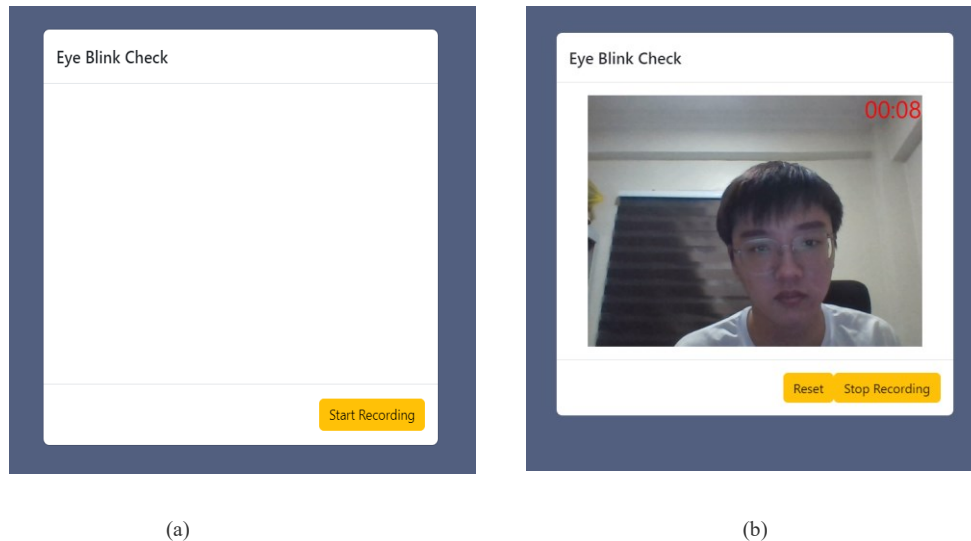 Eye Blink Check
Start Recording
(a)
Eye Blink Check
00:08
Reset Stop Recording
(b)